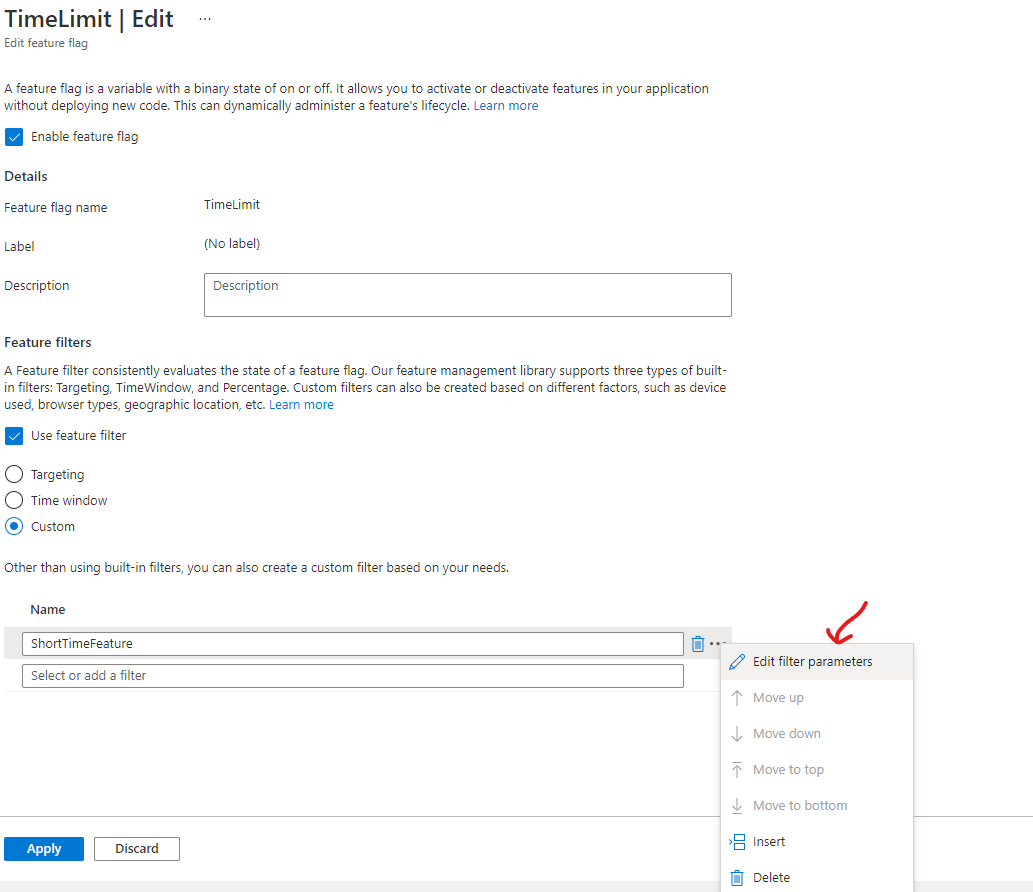 TimeLimit | Edit ...
Edit feature flag
A feature flag is a variable with a binary state of on or off. It allows you to activate or deactivate features in your application
without deploying new code. This can dynamically administer a feature's lifecycle. Learn more
Enable feature flag
Details
Feature flag name TimeLimit
Label (No label)
Description Description
Feature filters
A Feature filter consistently evaluates the state of a feature flag. Our feature management library supports three types of built-
in filters: Targeting, TimeWindow, and Percentage. Custom filters can also be created based on different factors, such as device
used, browser types, geographic location, etc. Learn more
Use feature filter
Targeting
Time window
Custom
Other than using built-in filters, you can also create a custom filter based on your needs.
Name
ShortTimeFeature
Select or add a filter
Edit filter parameters
Move up
Move down
Move to top
Move to bottom
Insert
Delete
Apply Discard